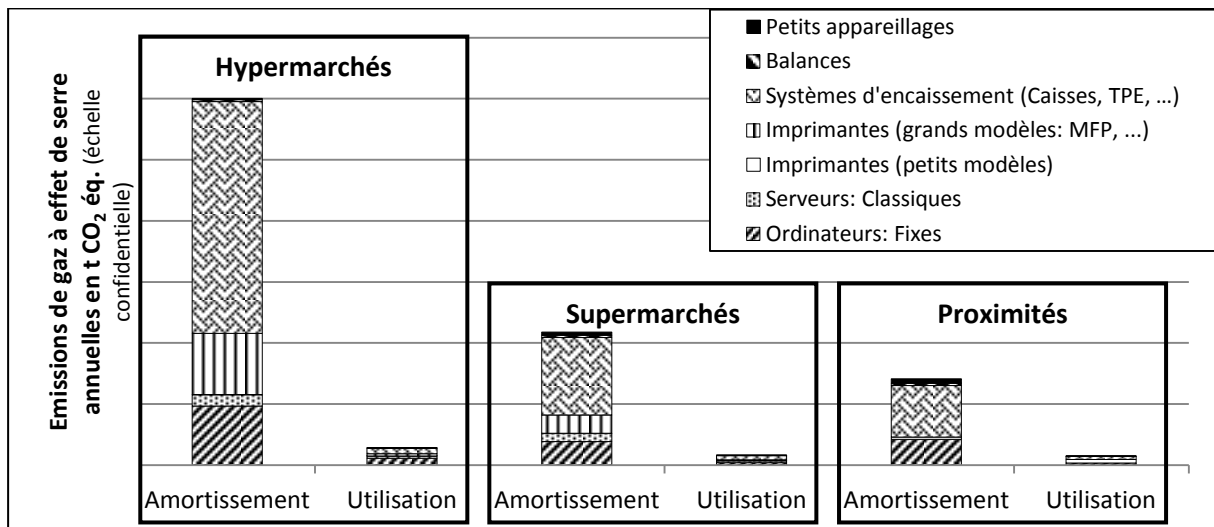 Emissions de gaz à effet de serre
annuelles en t CO₂ éq. (échelle
confidentielle)
Hypermarchés
Supermarchés
Proximités
Petits appareillages
Balances
Systèmes d'encaissement (Caisses, TPE, ...)
Imprimantes (grands modèles: MFP, ...)
Imprimantes (petits modèles)
Serveurs: Classiques
Ordinateurs: Fixes
Amortissement Utilisation Amortissement Utilisation Amortissement Utilisation